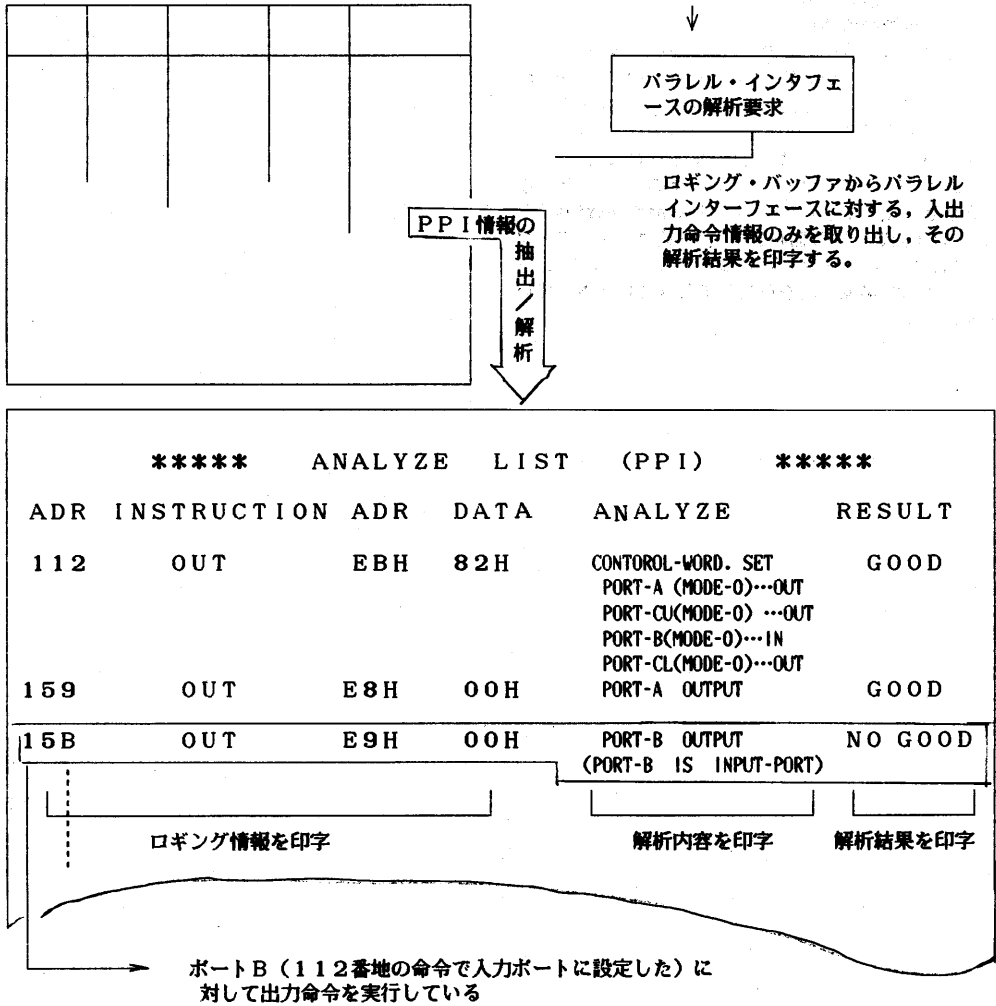 パラレル・インタフェ
ースの解析要求
ロギング・バッファからパラレル
インターフェースに対する，入出
力命令情報のみを取り出し，その
解析結果を印字する。
ＰＰＩ情報の
抽出／解析
***** ANALYZE LIST (PPI) *****
ADR INSTRUCTION ADR DATA ANALYZE RESULT
112 OUT EBH 82H CONTOROL-WORD. SET GOOD
PORT-A (MODE-0)…OUT
PORT-CU(MODE-0) …OUT
PORT-B(MODE-0)…IN
PORT-CL(MODE-0)…OUT
159 OUT E8H 00H PORT-A OUTPUT GOOD
15B OUT E9H 00H PORT-B OUTPUT NO GOOD
(PORT-B IS INPUT-PORT)
ロギング情報を印字 解析内容を印字 解析結果を印字
ポートＢ（１１２番地の命令で入力ポートに設定した）に
対して出力命令を実行している